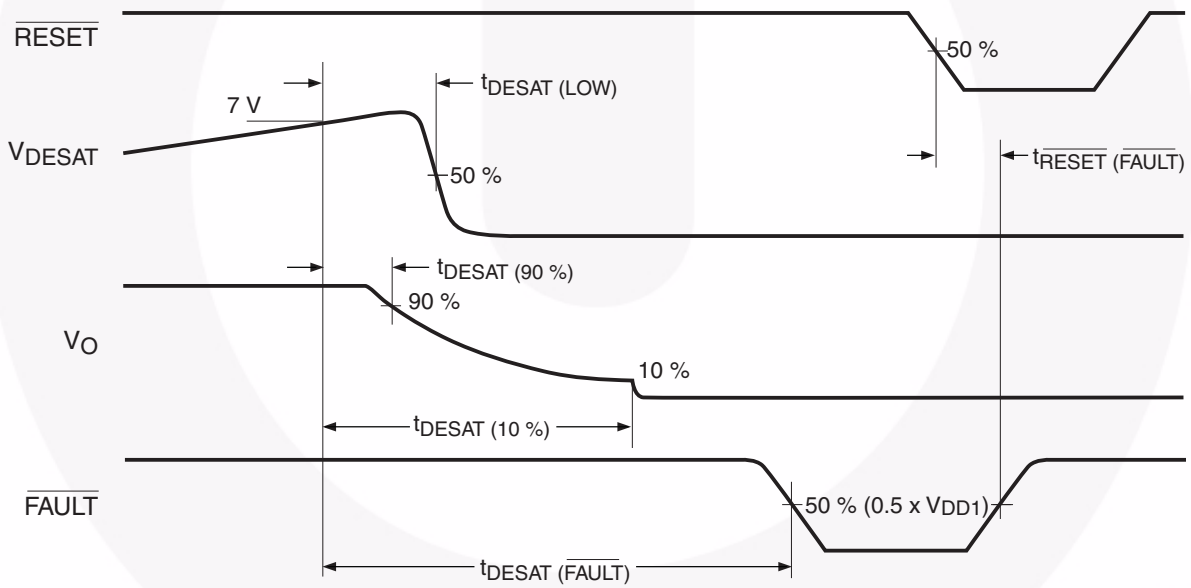 RESET
50 %
tDESAT (LOW)
7 V
VDESAT
tRESET (FAULT)
50 %
tDESAT (90 %)
90 %
VO
10 %
tDESAT (10 %)
FAULT
50 % (0.5 x VDD1)
tDESAT (FAULT)